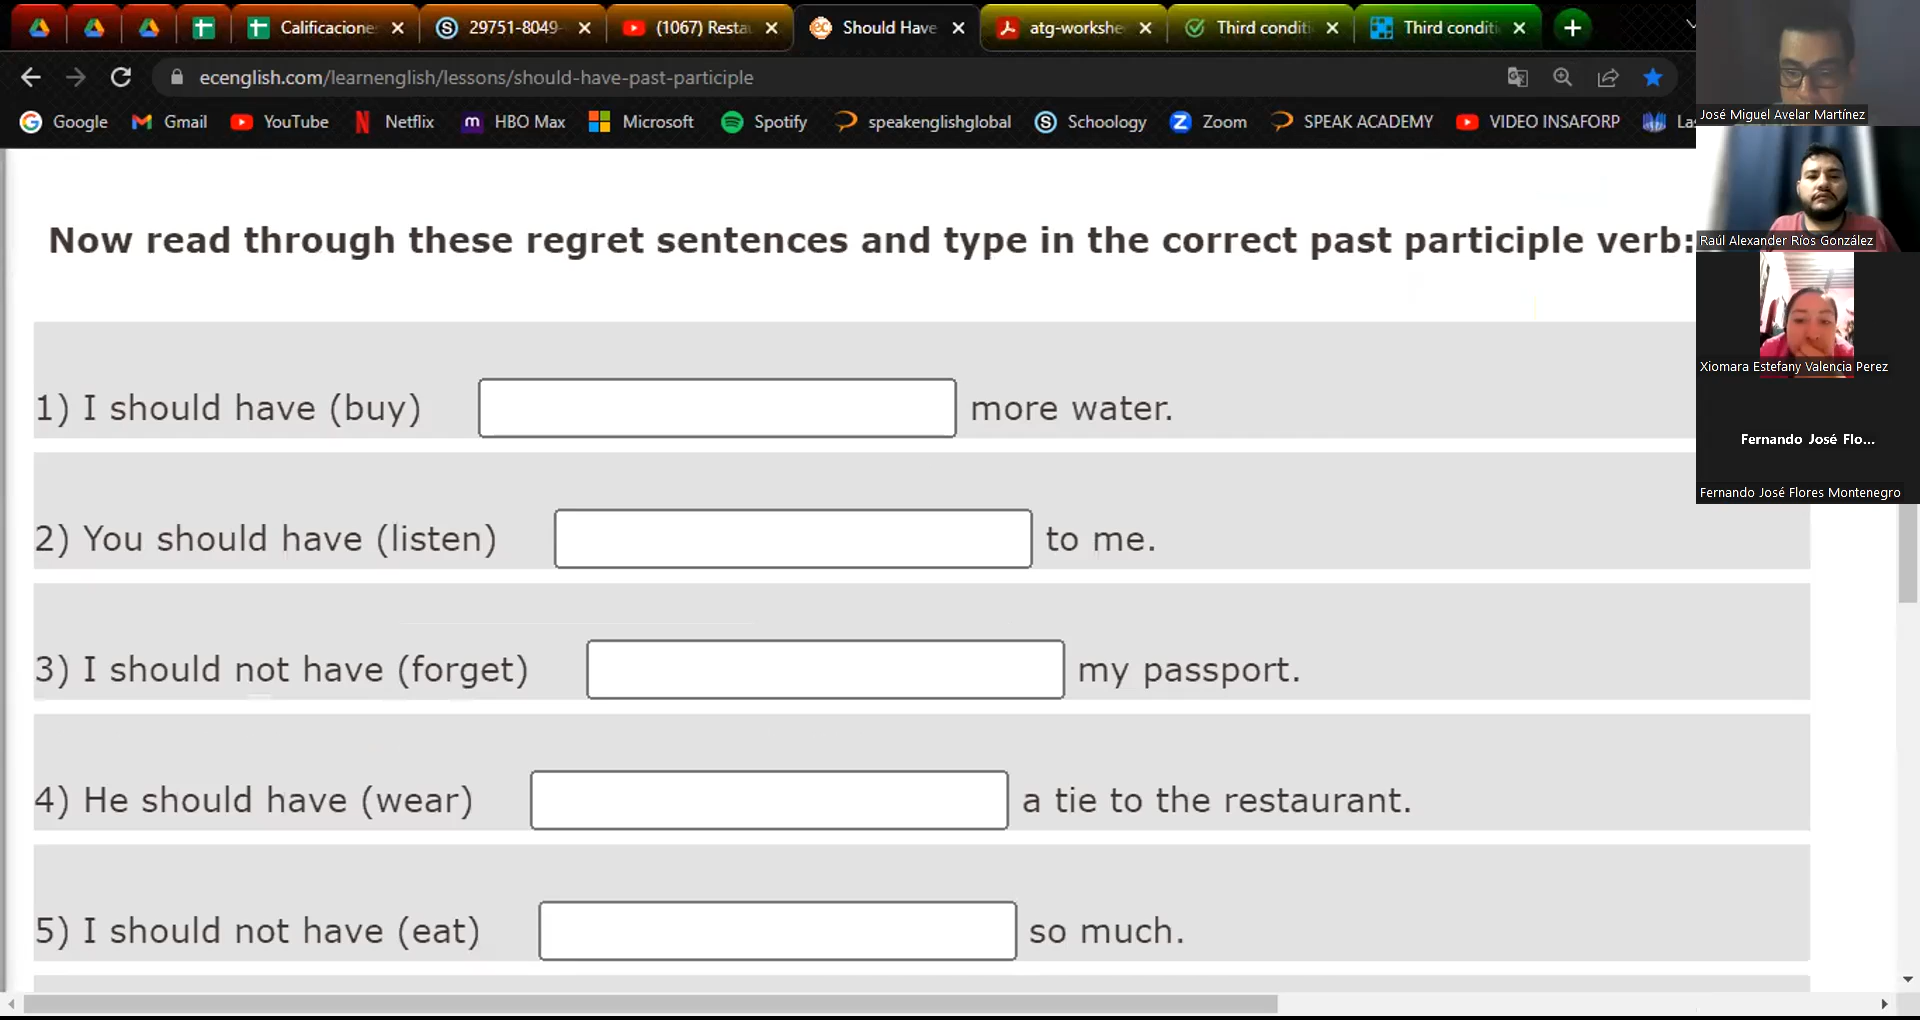 Calificacione
29751-8049-
(1067) Resta
Should Have
atg-workshe
Third conditi
Third conditi
ecenglish.com/learnenglish/lessons/should-have-past-participle
Google
Gmail
YouTube
Netflix
HBO Max
Microsoft
Spotify
speakenglishglobal
Schoology
Zoom
SPEAK ACADEMY
VIDEO INSAFORP
La
José Miguel Avelar Martínez
Raúl Alexander Ríos González
Xiomara Estefany Valencia Perez
Fernando José Flo...
Fernando José Flores Montenegro
Now read through these regret sentences and type in the correct past participle verb:
1) I should have (buy) more water.
2) You should have (listen) to me.
3) I should not have (forget) my passport.
4) He should have (wear) a tie to the restaurant.
5) I should not have (eat) so much.